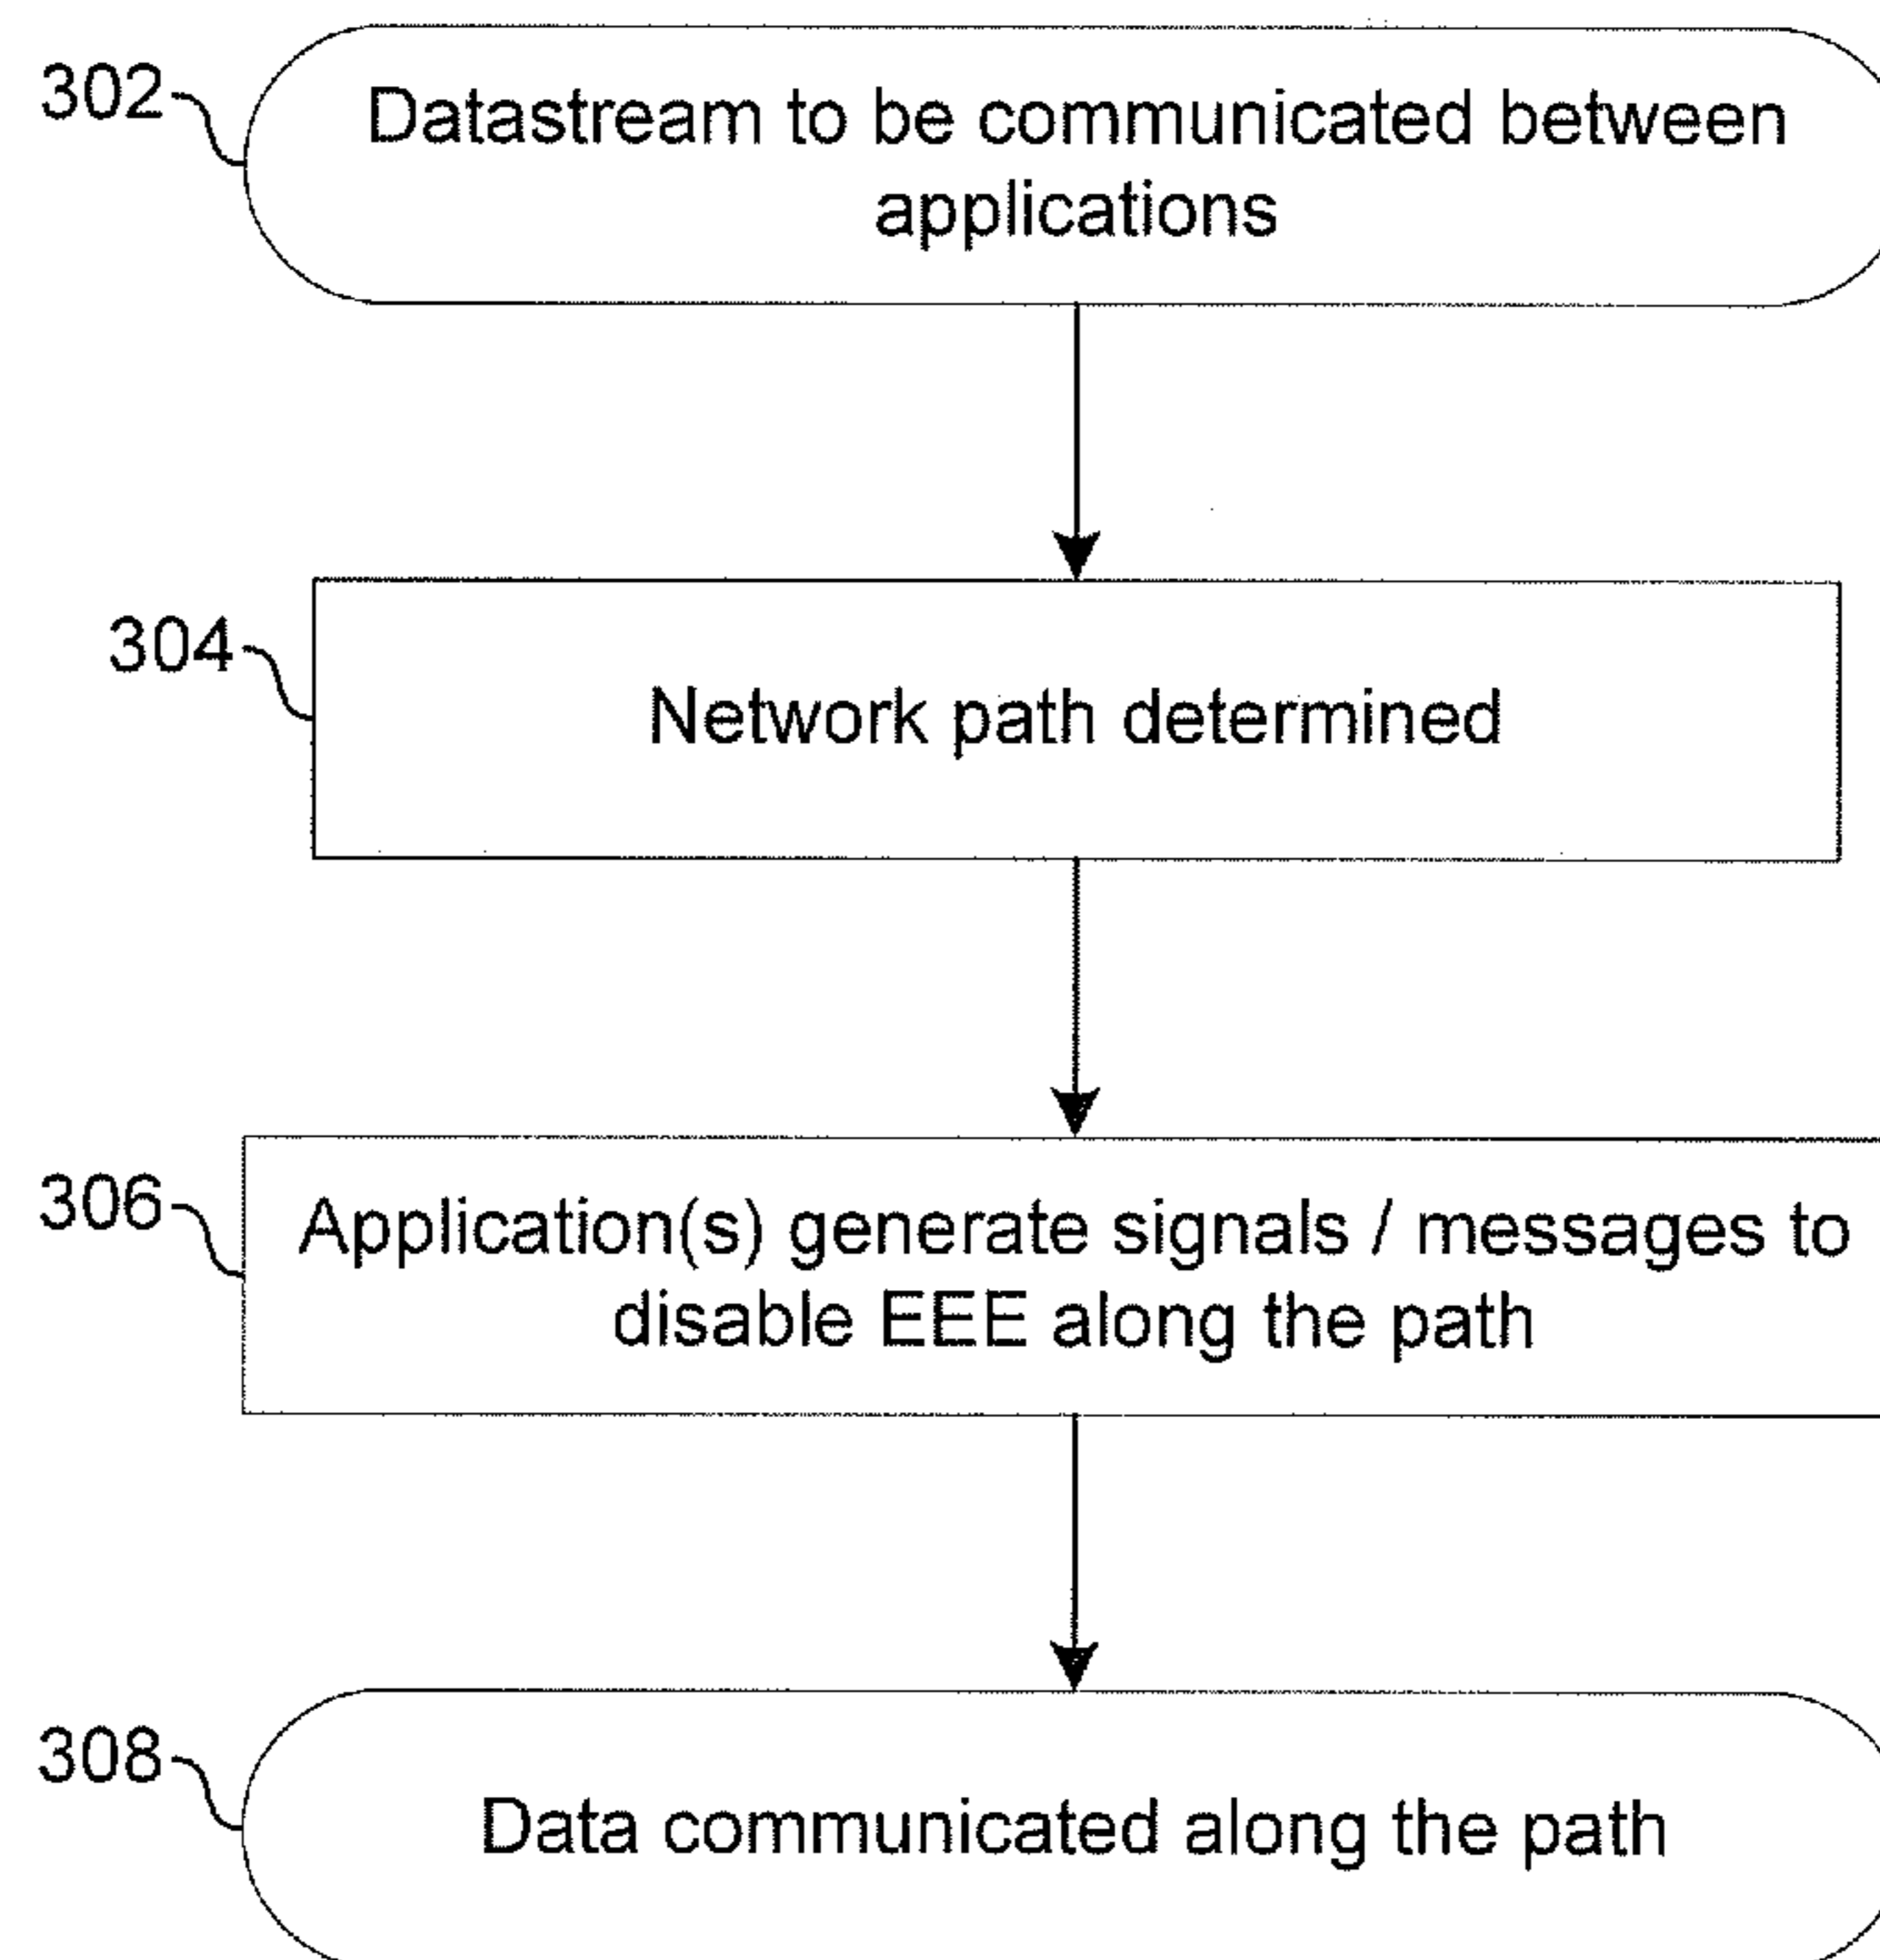 302
Datastream to be communicated between
applications
304
Network path determined
306
Application(s) generate signals / messages to
disable EEE along the path
308
Data communicated along the path